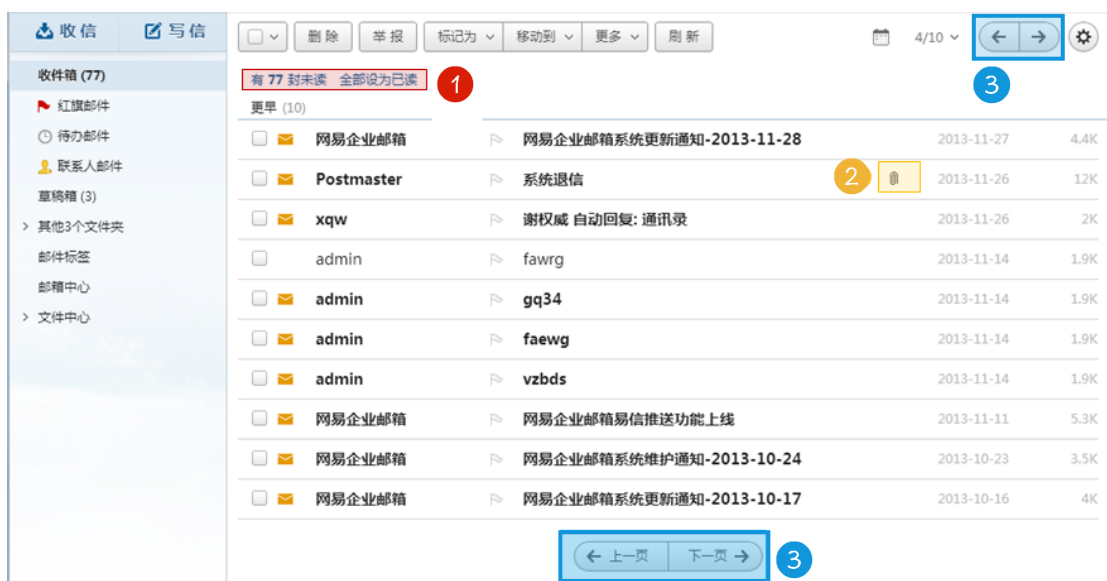 收信 写信
删 除 举 报 标记为 移动到 更多 刷 新 4/10
3
收件箱 (77)
红旗邮件
待办邮件
联系人邮件
草稿箱 (3)
其他3个文件夹
邮件标签
邮箱中心
文件中心
有 77 封未读 全部设为已读 1
更早 (10)
网易企业邮箱 网易企业邮箱系统更新通知-2013-11-28 2013-11-27 4.4K
Postmaster 系统退信 2 2013-11-26 12K
xqw 谢权威 自动回复: 通讯录 2013-11-26 2K
admin fawrg 2013-11-14 1.9K
admin gq34 2013-11-14 1.9K
admin faewg 2013-11-14 1.9K
admin vzbds 2013-11-14 1.9K
网易企业邮箱 网易企业邮箱易信推送功能上线 2013-11-11 5.3K
网易企业邮箱 网易企业邮箱系统维护通知-2013-10-24 2013-10-23 3.5K
网易企业邮箱 网易企业邮箱系统更新通知-2013-10-17 2013-10-16 4K
上一页 下一页 3